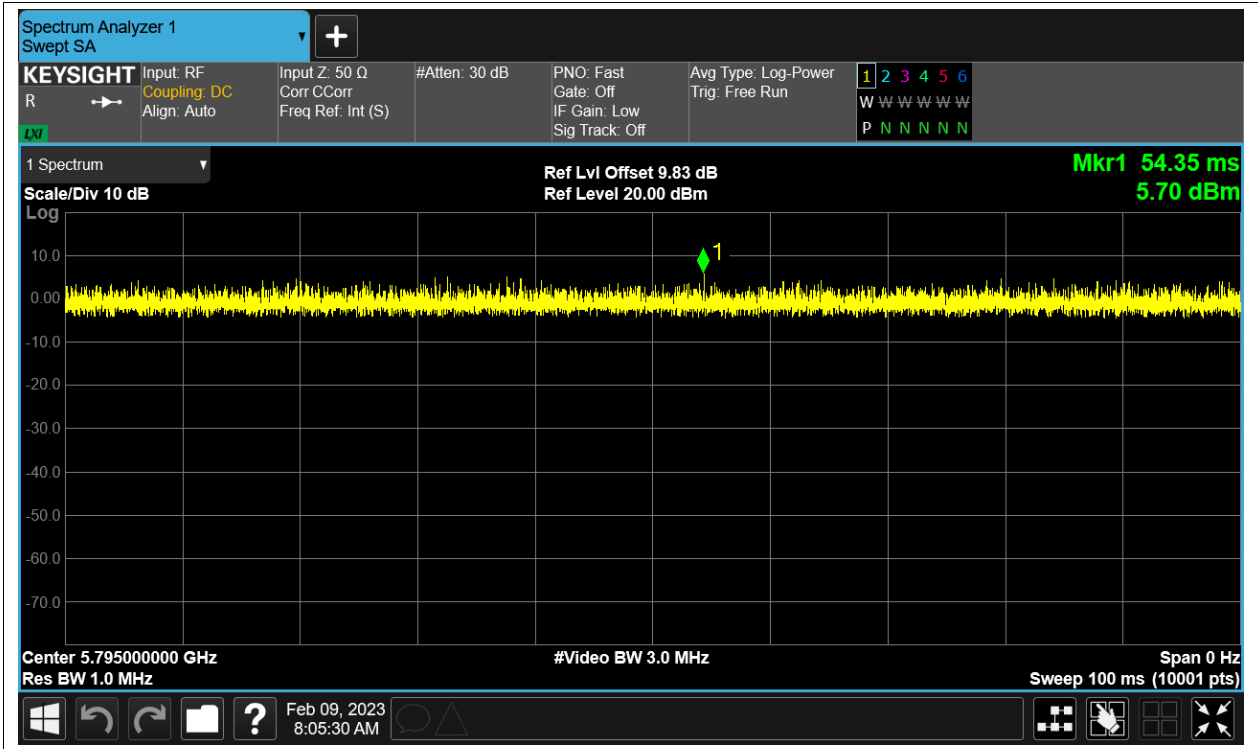 Spectrum Analyzer 1
Swept SA
+
KEYSIGHT
R
LXI
Input: RF
Coupling: DC
Align: Auto
Input Z: 50 Ω
Corr CCorr
Freq Ref: Int (S)
#Atten: 30 dB
PNO: Fast
Gate: Off
IF Gain: Low
Sig Track: Off
Avg Type: Log-Power
Trig: Free Run
1 2 3 4 5 6
W W W W W W
P N N N N N
1 Spectrum
Scale/Div 10 dB
Log
Ref Lvl Offset 9.83 dB
Ref Level 20.00 dBm
Mkr1 54.35 ms
5.70 dBm
1
10.0
0.00
-10.0
-20.0
-30.0
-40.0
-50.0
-60.0
-70.0
Center 5.795000000 GHz
Res BW 1.0 MHz
#Video BW 3.0 MHz
Span 0 Hz
Sweep 100 ms (10001 pts)
?
Feb 09, 2023
8:05:30 AM